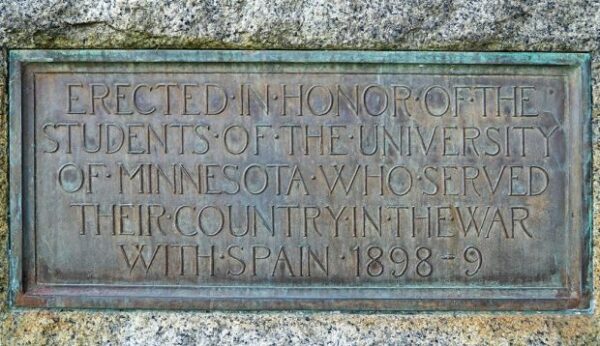 ERECTED·IN·HONOR·OF·THE
STUDENTS·OF·THE·UNIVERSITY
OF·MINNESOTA·WHO·SERVED
THEIR·COUNTRY·IN·THE·WAR
WITH·SPAIN·1898-9